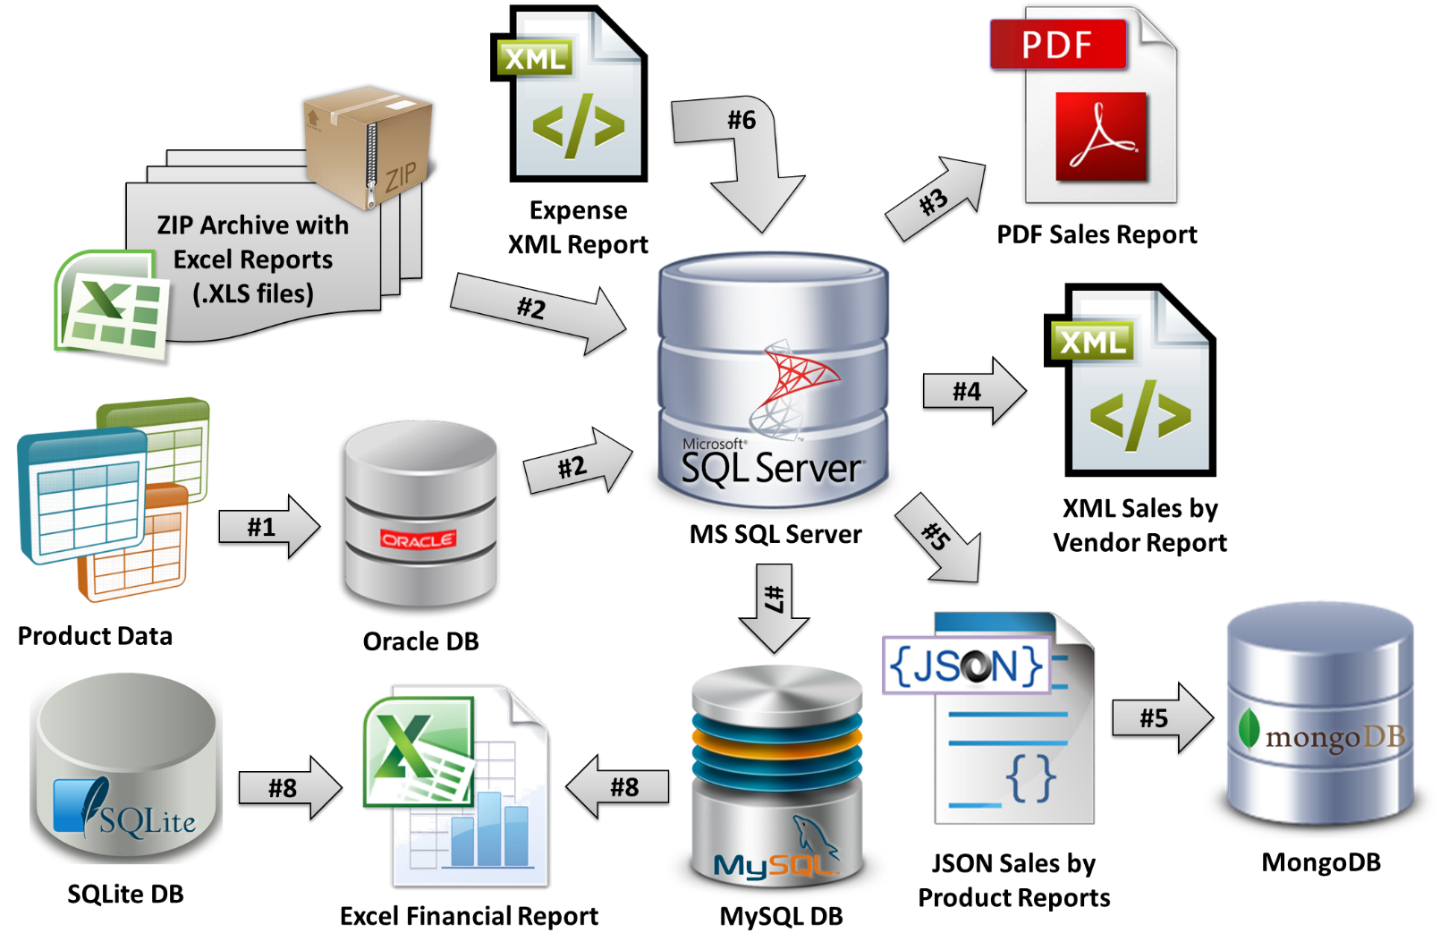 XML
</>
Expense
XML Report
#6
PDF
#3
PDF Sales Report
ZIP
ZIP Archive with
Excel Reports
(.XLS files)
X
#2
Microsoft®
SQL Server
MS SQL Server
#4
XML
</>
XML Sales by
Vendor Report
Product Data
#1
ORACLE
Oracle DB
#2
#5
{JSON}
{}
JSON Sales by
Product Reports
#5
mongoDB
MongoDB
#7
MySQL
MySQL DB
#8
X
Excel Financial Report
#8
SQLite
SQLite DB